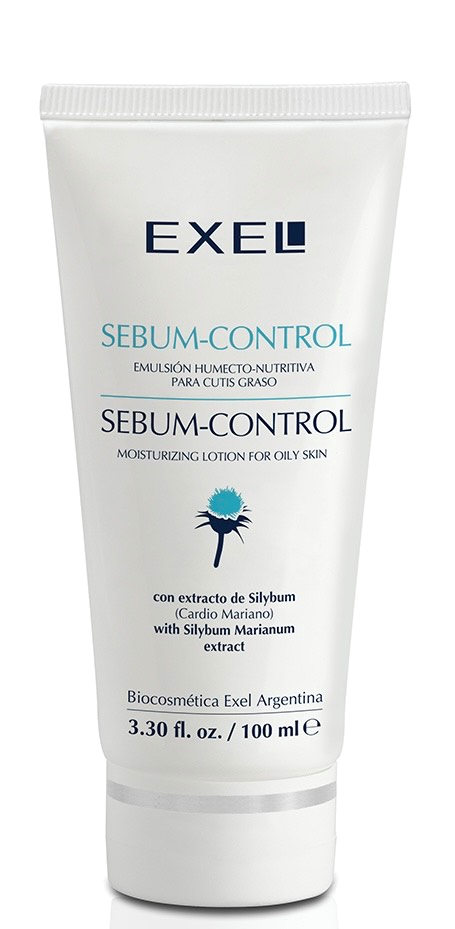 EXEL
SEBUM-CONTROL
EMULSIÓN HUMECTO-NUTRITIVA
PARA CUTIS GRASO
SEBUM-CONTROL
MOISTURIZING LOTION FOR OILY SKIN
con extracto de Silybum
(Cardio Mariano)
with Silybum Marianum
extract
Biocosmética Exel Argentina
3.30 fl. oz. / 100 ml ℮